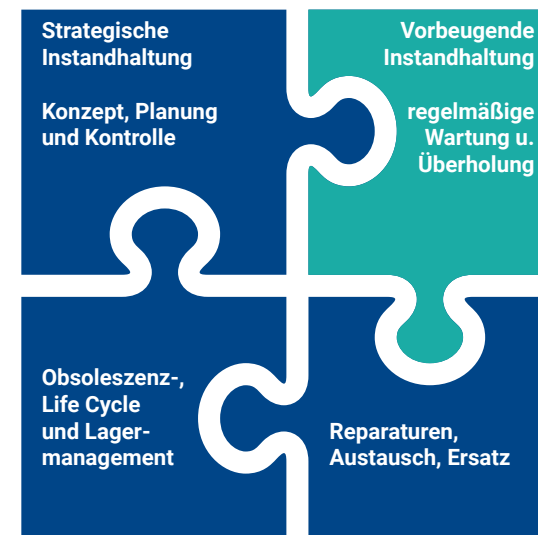 Strategische
Instandhaltung
Konzept, Planung
und Kontrolle
Vorbeugende
Instandhaltung
regelmäßige
Wartung u.
Überholung
Obsoleszenz-,
Life Cycle
und Lager-
management
Reparaturen,
Austausch, Ersatz